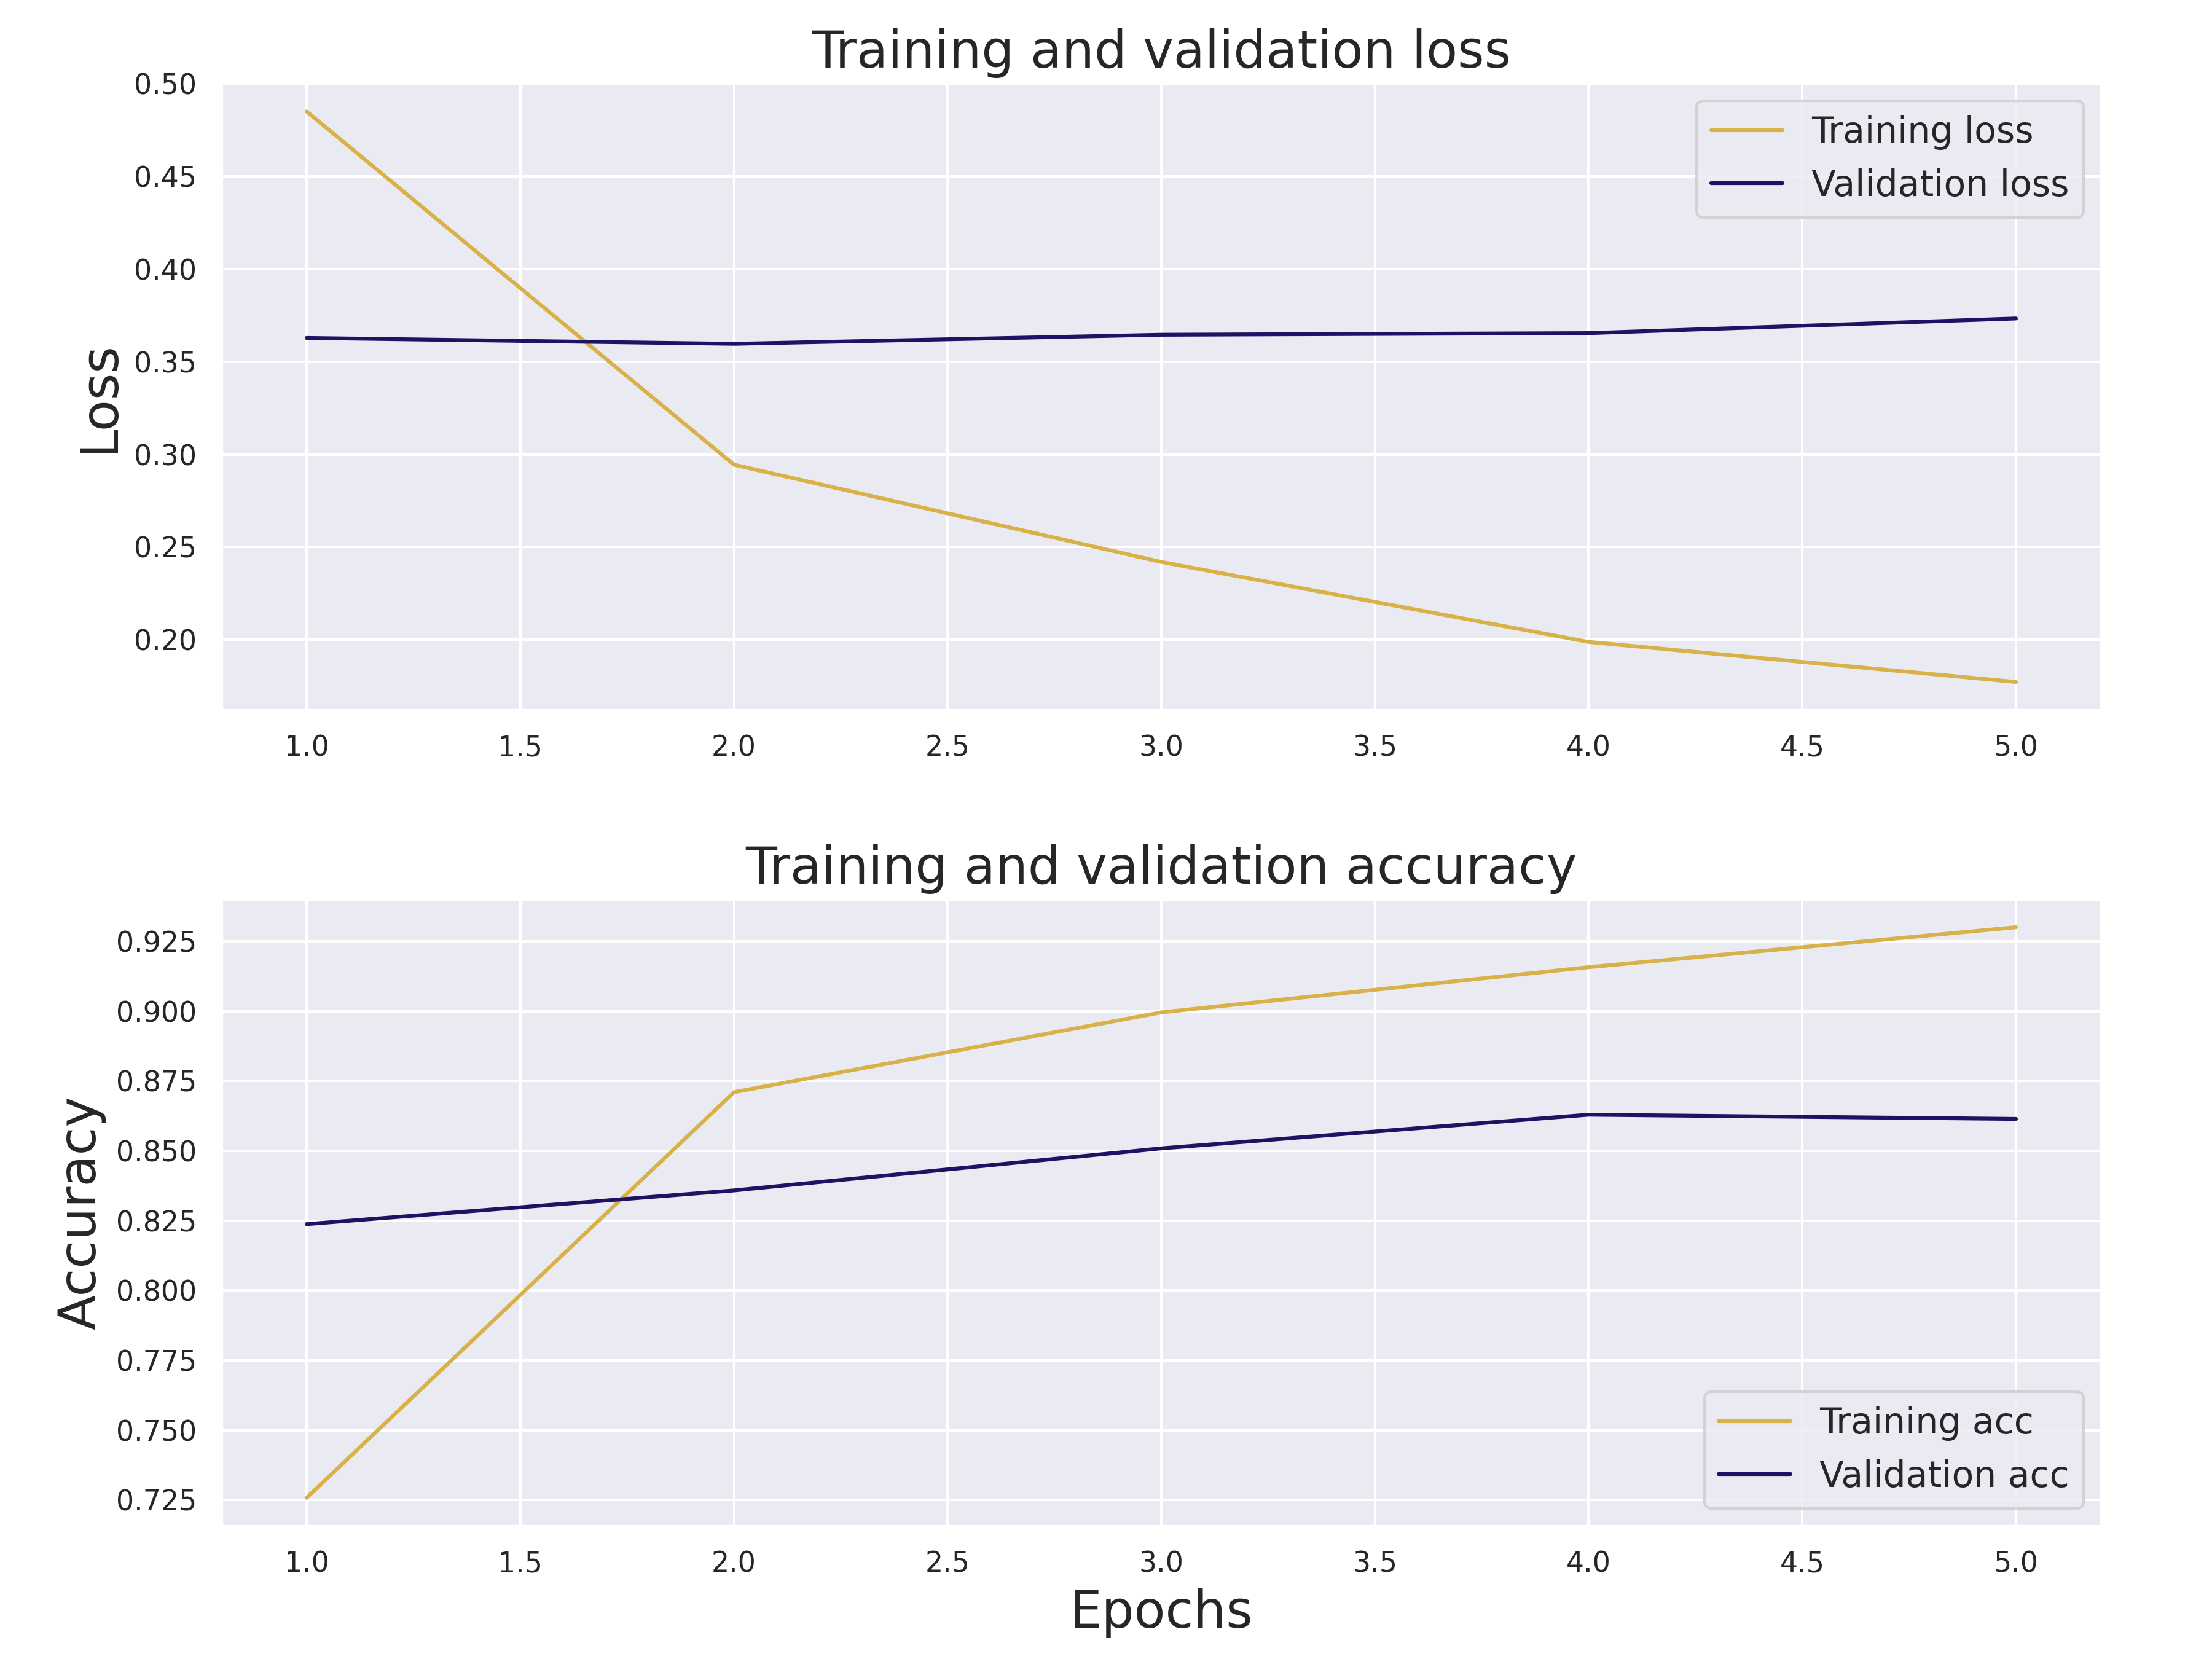 Training and validation loss
0.50
0.45
0.40
0.35
0.30
0.25
0.20
Loss
Training loss
Validation loss
1.0 1.5 2.0 2.5 3.0 3.5 4.0 4.5 5.0
Training and validation accuracy
0.925
0.900
0.875
0.850
0.825
0.800
0.775
0.750
0.725
Accuracy
Training acc
Validation acc
1.0 1.5 2.0 2.5 3.0 3.5 4.0 4.5 5.0
Epochs